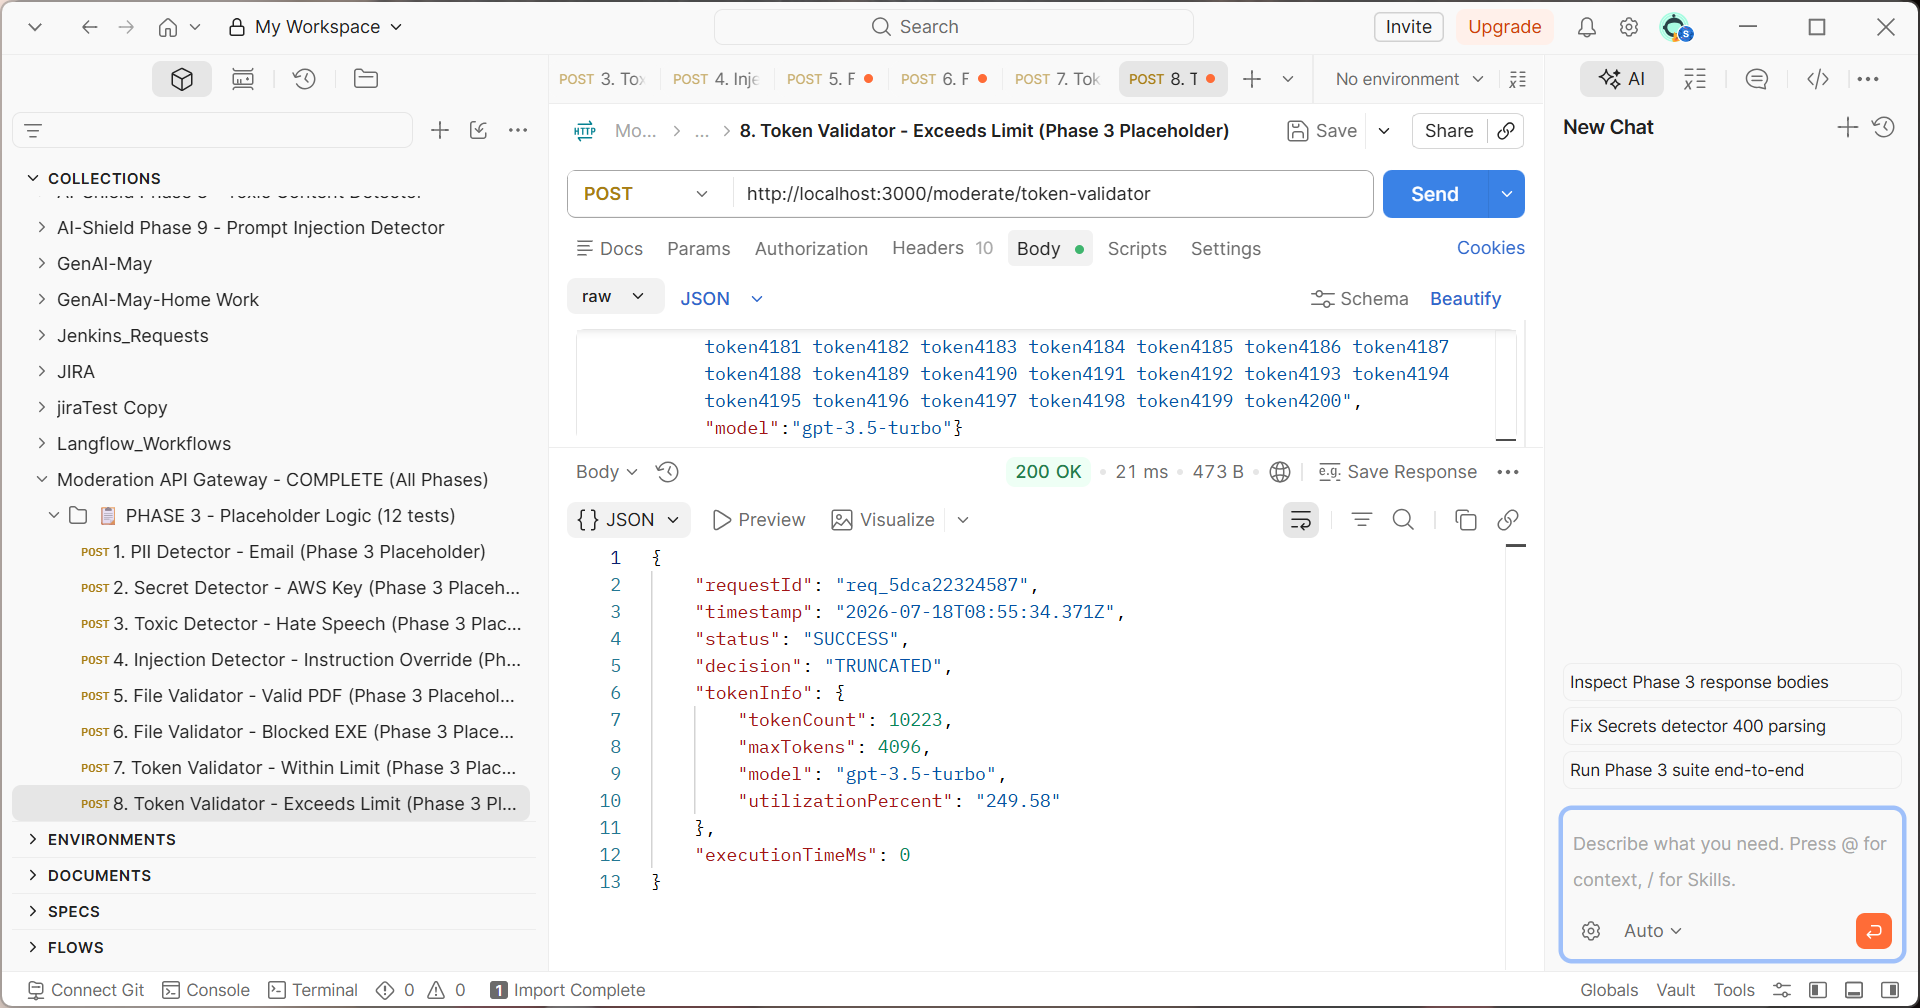 My Workspace
Search
Invite
Upgrade
POST 3. Tox
POST 4. Inje
POST 5. F
POST 6. F
POST 7. Tok
POST 8. T
No environment
AI
HTTP Mo... > ... > 8. Token Validator - Exceeds Limit (Phase 3 Placeholder)
Save
Share
New Chat
COLLECTIONS
AI-Shield Phase 9 - Prompt Injection Detector
GenAI-May
GenAI-May-Home Work
Jenkins_Requests
JIRA
jiraTest Copy
Langflow_Workflows
Moderation API Gateway - COMPLETE (All Phases)
PHASE 3 - Placeholder Logic (12 tests)
POST 1. PII Detector - Email (Phase 3 Placeholder)
POST 2. Secret Detector - AWS Key (Phase 3 Placeh...
POST 3. Toxic Detector - Hate Speech (Phase 3 Plac...
POST 4. Injection Detector - Instruction Override (Ph...
POST 5. File Validator - Valid PDF (Phase 3 Placehol...
POST 6. File Validator - Blocked EXE (Phase 3 Place...
POST 7. Token Validator - Within Limit (Phase 3 Plac...
POST 8. Token Validator - Exceeds Limit (Phase 3 Pl...
ENVIRONMENTS
DOCUMENTS
SPECS
FLOWS
POST
http://localhost:3000/moderate/token-validator
Send
Docs
Params
Authorization
Headers 10
Body
Scripts
Settings
Cookies
raw
JSON
Schema
Beautify
token4181 token4182 token4183 token4184 token4185 token4186 token4187
token4188 token4189 token4190 token4191 token4192 token4193 token4194
token4195 token4196 token4197 token4198 token4199 token4200",
"model":"gpt-3.5-turbo"}
Body
200 OK
21 ms
473 B
e.g. Save Response
{} JSON
Preview
Visualize
1 {
2 "requestId": "req_5dca22324587",
3 "timestamp": "2026-07-18T08:55:34.371Z",
4 "status": "SUCCESS",
5 "decision": "TRUNCATED",
6 "tokenInfo": {
7 "tokenCount": 10223,
8 "maxTokens": 4096,
9 "model": "gpt-3.5-turbo",
10 "utilizationPercent": "249.58"
11 },
12 "executionTimeMs": 0
13 }
Inspect Phase 3 response bodies
Fix Secrets detector 400 parsing
Run Phase 3 suite end-to-end
Describe what you need. Press @ for
context, / for Skills.
Auto
Connect Git
Console
Terminal
0
0
1 Import Complete
Globals
Vault
Tools